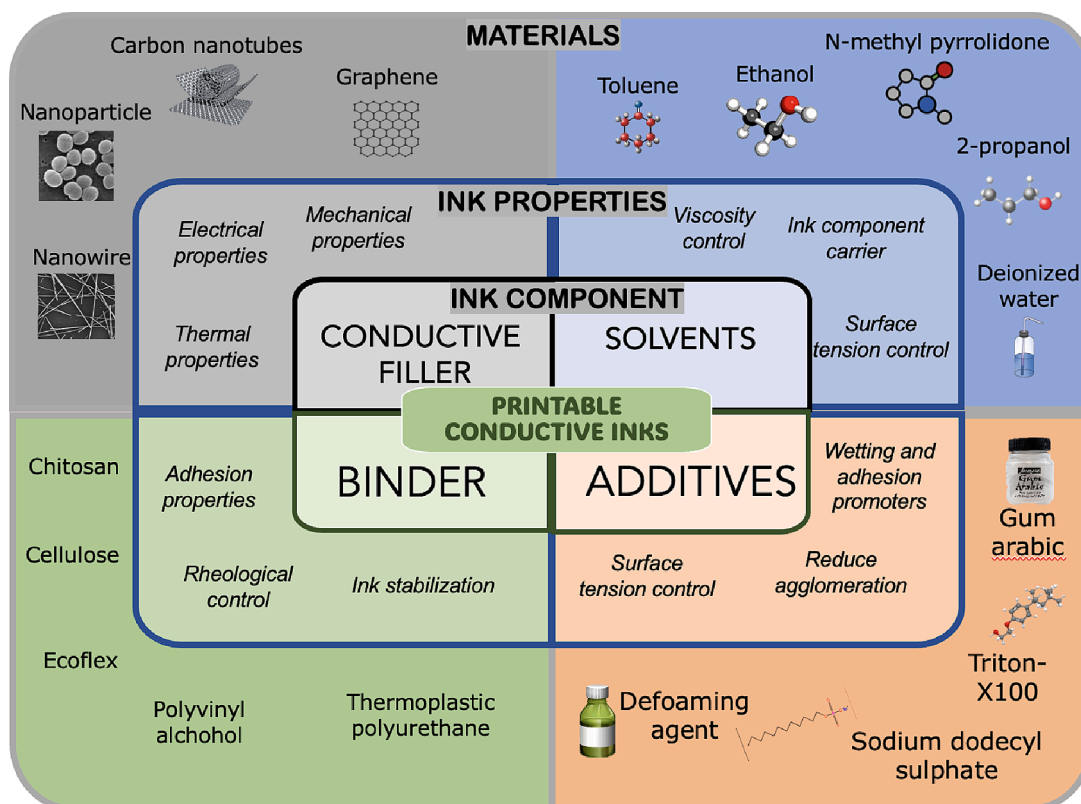 MATERIALS
Carbon nanotubes
Graphene
Nanoparticle
Nanowire
Toluene
Ethanol
N-methyl pyrrolidone
2-propanol
Deionized
water
INK PROPERTIES
Electrical
properties
Mechanical
properties
Thermal
properties
Viscosity
control
Ink component
carrier
Surface
tension control
INK COMPONENT
CONDUCTIVE
FILLER
SOLVENTS
PRINTABLE
CONDUCTIVE INKS
BINDER
ADDITIVES
Adhesion
properties
Rheological
control
Ink stabilization
Wetting and
adhesion
promoters
Surface
tension control
Reduce
agglomeration
Chitosan
Cellulose
Ecoflex
Polyvinyl
alchohol
Thermoplastic
polyurethane
Gum
Arabic
Gum
arabic
Triton-
X100
Defoaming
agent
Sodium dodecyl
sulphate